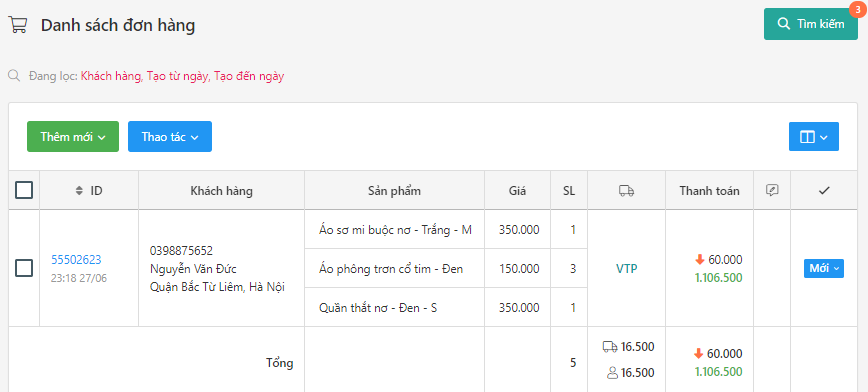 Danh sách đơn hàng
Tìm kiếm
3
Đang lọc: Khách hàng, Tạo từ ngày, Tạo đến ngày
Thêm mới
Thao tác
ID Khách hàng Sản phẩm Giá SL Thanh toán
55502623
23:18 27/06
0398875652
Nguyễn Văn Đức
Quận Bắc Từ Liêm, Hà Nội
Áo sơ mi buộc nơ - Trắng - M 350.000 1
Áo phông trơn cổ tim - Đen 150.000 3
Quần thắt nơ - Đen - S 350.000 1
VTP
60.000
1.106.500
Mới
Tổng
5
16.500
16.500
60.000
1.106.500